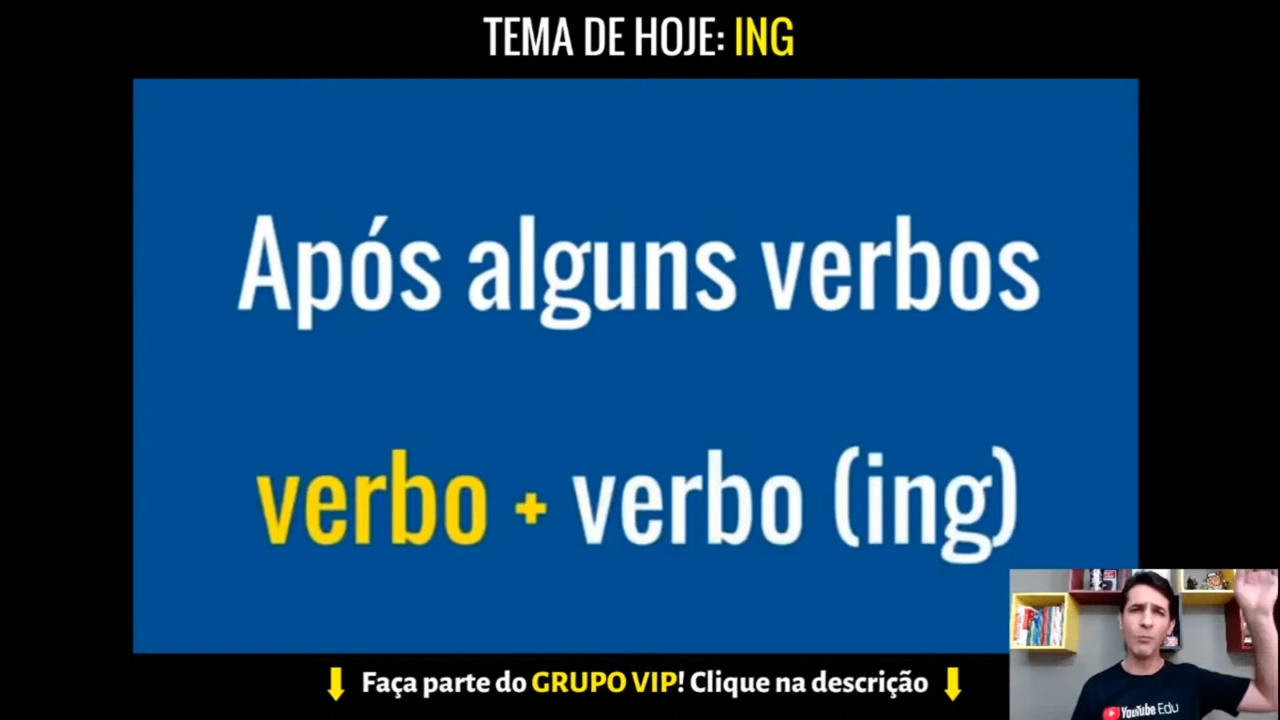 TEMA DE HOJE: ING
Após alguns verbos
verbo + verbo (ing)
Faça parte do GRUPO VIP! Clique na descrição
YouTube Edu